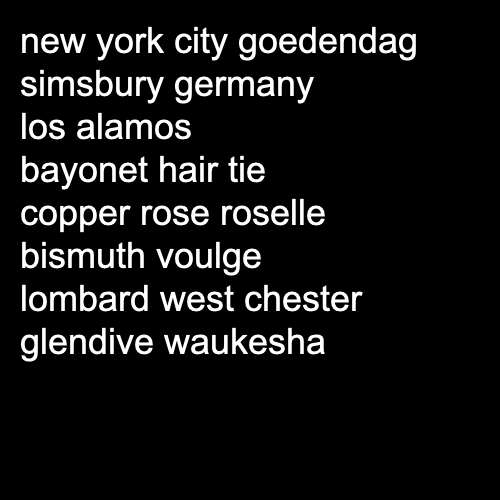 new york city goedendag
simsbury germany
los alamos
bayonet hair tie
copper rose roselle
bismuth voulge
lombard west chester
glendive waukesha